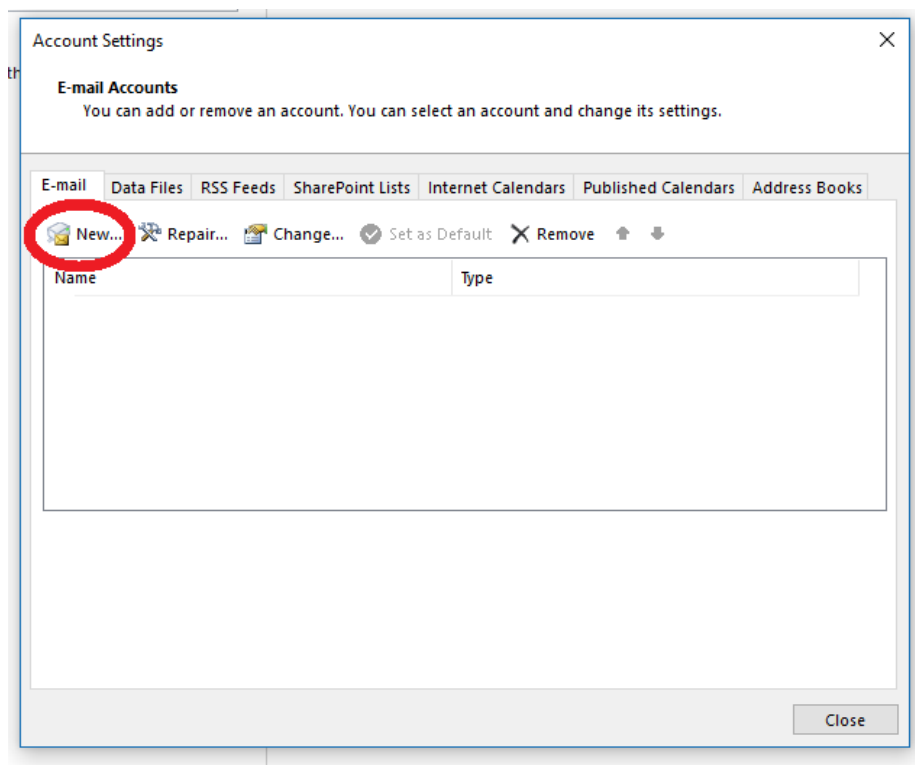 Account Settings
th
E-mail Accounts
You can add or remove an account. You can select an account and change its settings.
E-mail Data Files RSS Feeds SharePoint Lists Internet Calendars Published Calendars Address Books
New... Repair... Change... Set as Default Remove
Name Type
Close